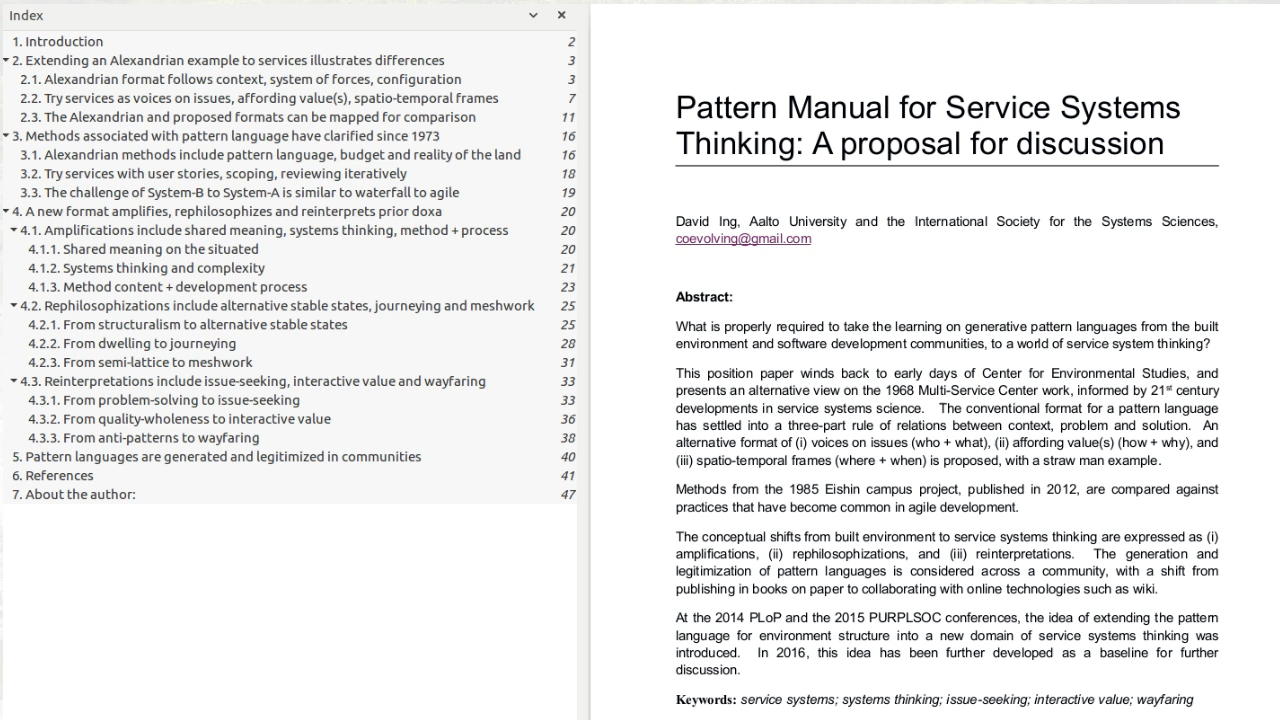 Index
1. Introduction 2
2. Extending an Alexandrian example to services illustrates differences 3
2.1. Alexandrian format follows context, system of forces, configuration 3
2.2. Try services as voices on issues, affording value(s), spatio-temporal frames 7
2.3. The Alexandrian and proposed formats can be mapped for comparison 11
3. Methods associated with pattern language have clarified since 1973 16
3.1. Alexandrian methods include pattern language, budget and reality of the land 16
3.2. Try services with user stories, scoping, reviewing iteratively 18
3.3. The challenge of System-B to System-A is similar to waterfall to agile 19
4. A new format amplifies, rephilosophizes and reinterprets prior doxa 20
4.1. Amplifications include shared meaning, systems thinking, method + process 20
4.1.1. Shared meaning on the situated 20
4.1.2. Systems thinking and complexity 21
4.1.3. Method content + development process 23
4.2. Rephilosophizations include alternative stable states, journeying and meshwork 25
4.2.1. From structuralism to alternative stable states 25
4.2.2. From dwelling to journeying 28
4.2.3. From semi-lattice to meshwork 31
4.3. Reinterpretations include issue-seeking, interactive value and wayfaring 33
4.3.1. From problem-solving to issue-seeking 33
4.3.2. From quality-wholeness to interactive value 36
4.3.3. From anti-patterns to wayfaring 38
5. Pattern languages are generated and legitimized in communities 40
6. References 41
7. About the author: 47
Pattern Manual for Service Systems
Thinking: A proposal for discussion
David Ing, Aalto University and the International Society for the Systems Sciences,
coevolving@gmail.com
Abstract:
What is properly required to take the learning on generative pattern languages from the built
environment and software development communities, to a world of service system thinking?
This position paper winds back to early days of Center for Environmental Studies, and
presents an alternative view on the 1968 Multi-Service Center work, informed by 21st century
developments in service systems science. The conventional format for a pattern language
has settled into a three-part rule of relations between context, problem and solution. An
alternative format of (i) voices on issues (who + what), (ii) affording value(s) (how + why), and
(iii) spatio-temporal frames (where + when) is proposed, with a straw man example.
Methods from the 1985 Eishin campus project, published in 2012, are compared against
practices that have become common in agile development.
The conceptual shifts from built environment to service systems thinking are expressed as (i)
amplifications, (ii) rephilosophizations, and (iii) reinterpretations. The generation and
legitimization of pattern languages is considered across a community, with a shift from
publishing in books on paper to collaborating with online technologies such as wiki.
At the 2014 PLoP and the 2015 PURPLSOC conferences, the idea of extending the pattern
language for environment structure into a new domain of service systems thinking was
introduced. In 2016, this idea has been further developed as a baseline for further
discussion.
Keywords: service systems; systems thinking; issue-seeking; interactive value; wayfaring